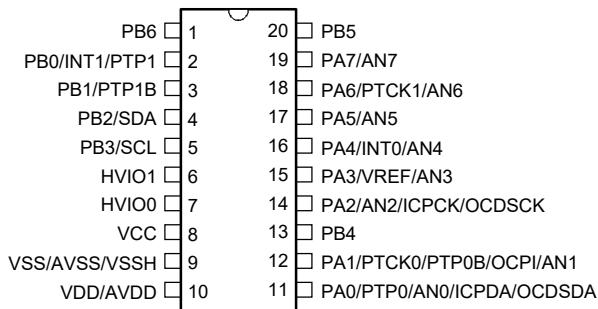 PB6 1 20 PB5
PB0/INT1/PTP1 2 19 PA7/AN7
PB1/PTP1B 3 18 PA6/PTCK1/AN6
PB2/SDA 4 17 PA5/AN5
PB3/SCL 5 16 PA4/INT0/AN4
HVIO1 6 15 PA3/VREF/AN3
HVIO0 7 14 PA2/AN2/ICPCK/OCDSCK
VCC 8 13 PB4
VSS/AVSS/VSSH 9 12 PA1/PTCK0/PTP0B/OCPI/AN1
VDD/AVDD 10 11 PA0/PTP0/AN0/ICPDA/OCDSDA